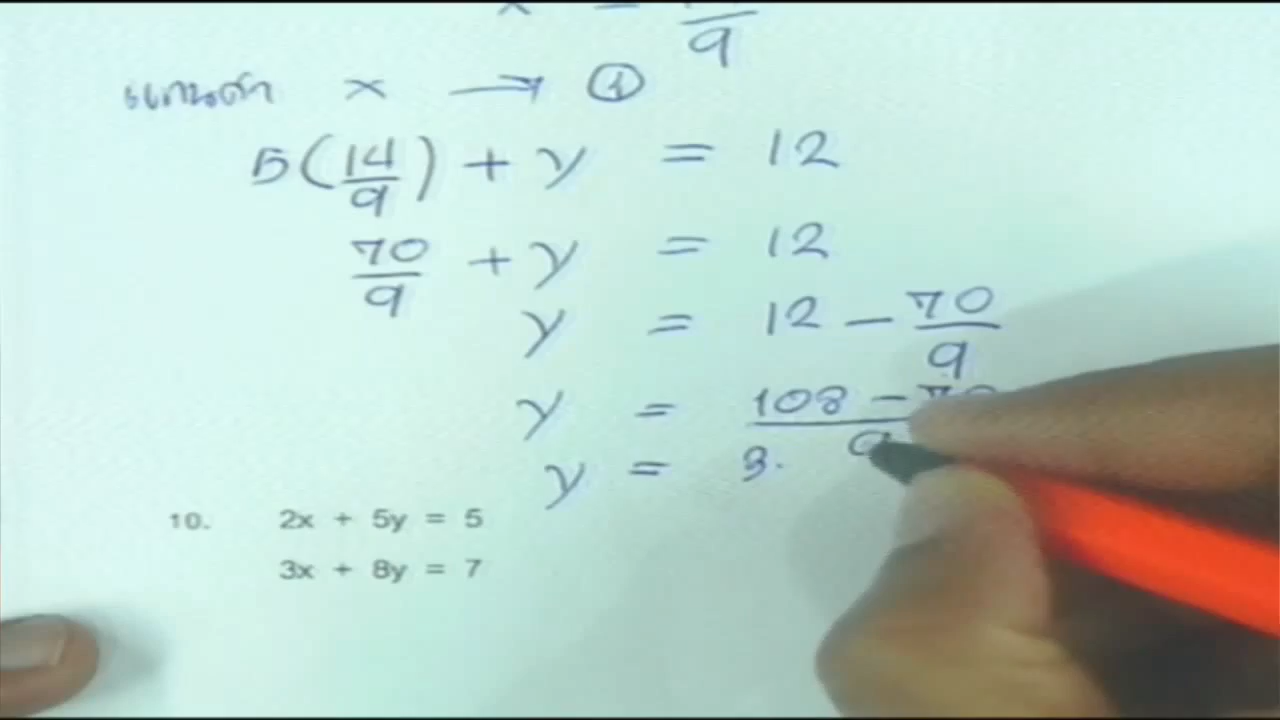 x = —/9
แทนค่า x → ①
5(14/9) + y = 12
70/9 + y = 12
y = 12 - 70/9
y = 108 - 70/9
y = 3.
10. 2x + 5y = 5
3x + 8y = 7